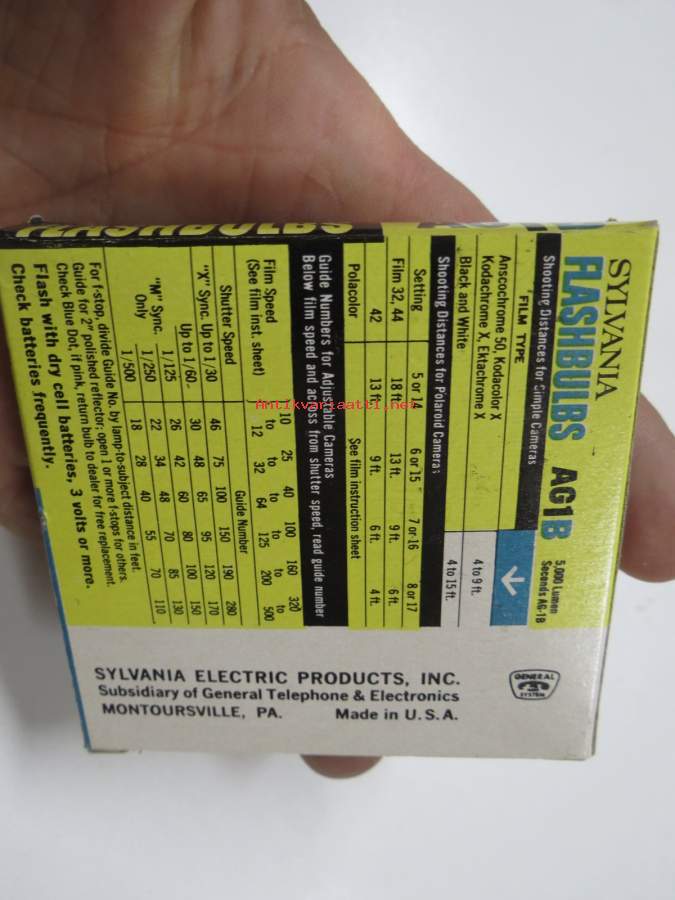 SYLVANIA
FLASHBULBS AG1B
5,000 Lumen
Seconds AG-1B
Shooting Distances for Simple Cameras
FILM TYPE
Anscochrome 50, Kodacolor X
Kodachrome X, Ektachrome X
4 to 9 ft.
Black and White
4 to 15 ft.
Shooting Distances for Polaroid Cameras
Setting 5 or 14 6 or 15 7 or 16 8 or 17
Film 32, 44 18 ft. 13 ft. 9 ft. 6 ft.
42 13 ft. 9 ft. 6 ft. 4 ft.
Polacolor See film instruction sheet
Guide Numbers for Adjustable Cameras
Below film speed and across from shutter speed, read guide number
Film Speed 10 25 40 100 160 320
(See film inst. sheet) to to to to to to
12 32 64 125 200 500
Shutter Speed Guide Number
"X" Sync. Up to 1/30 46 75 100 150 190 280
Up to 1/60 30 48 65 95 120 170
1/125 26 42 60 80 100 150
"M" Sync. 1/250 22 34 48 70 85 130
Only 1/500 18 28 40 55 70 110
For f-stop, divide Guide No. by lamp-to-subject distance in feet.
Guide for 2" polished reflector: open 1 or more f-stops for others.
Check Blue Dot, if pink, return bulb to dealer for free replacement.
Flash with dry cell batteries, 3 volts or more.
Check batteries frequently.
GENERAL
SYSTEM
SYLVANIA ELECTRIC PRODUCTS, INC.
Subsidiary of General Telephone & Electronics
MONTOURSVILLE, PA. Made in U.S.A.
FLASHBULBS
Antikvariaatti.net